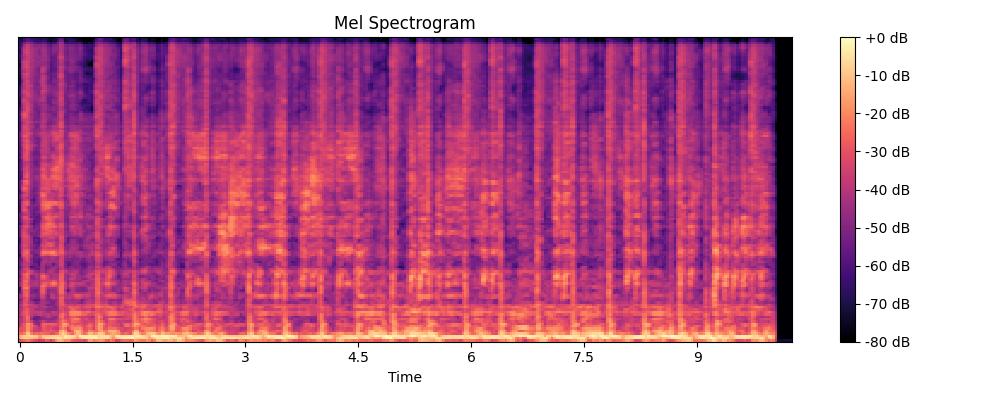 Mel Spectrogram
+0 dB
-10 dB
-20 dB
-30 dB
-40 dB
-50 dB
-60 dB
-70 dB
-80 dB
0 1.5 3 4.5 6 7.5 9
Time